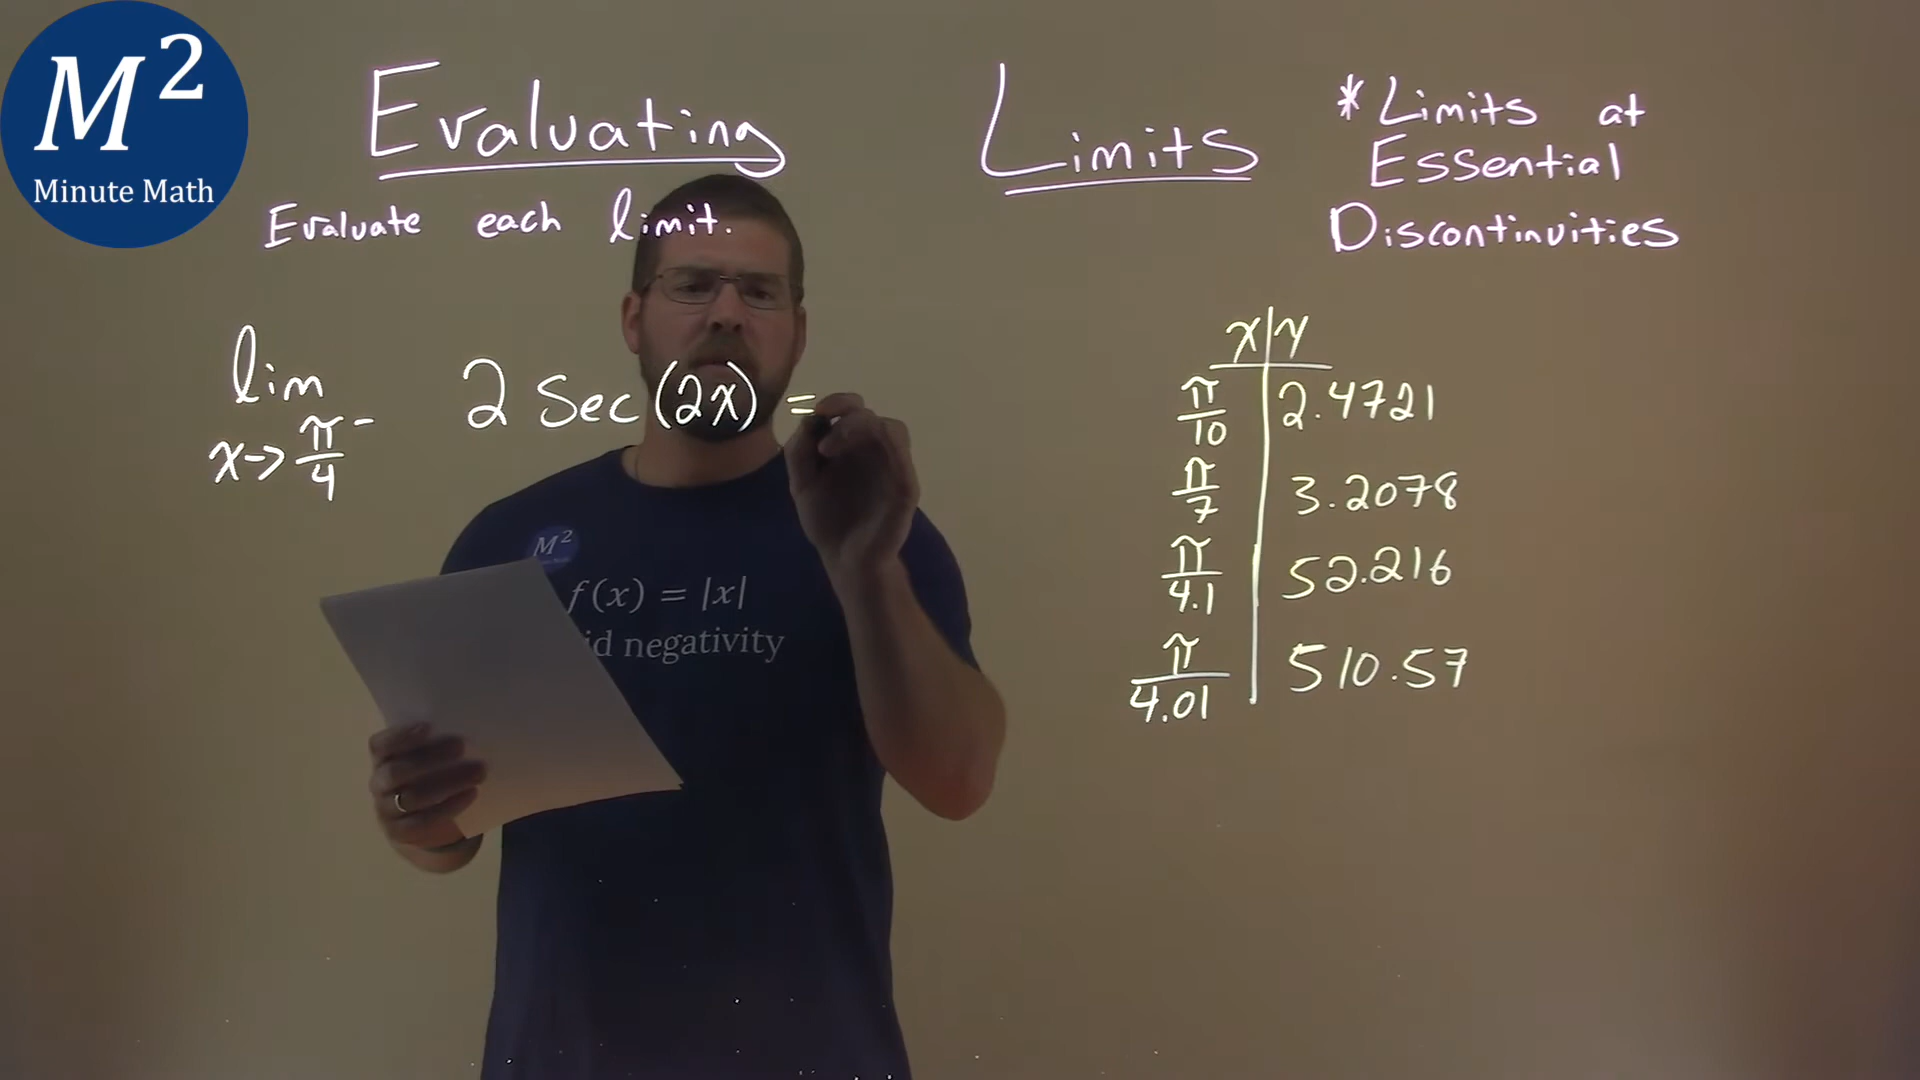 M²
Minute Math
Evaluating Limits
* Limits at
Essential
Discontinuities
Evaluate each limit.
lim 2 Sec(2x) =
x→π/4⁻
x | y
π/10 | 2.4721
π/7 | 3.2078
π/4.1 | 52.216
π/4.01 | 510.57
M²
f(x) = |x|
negativity